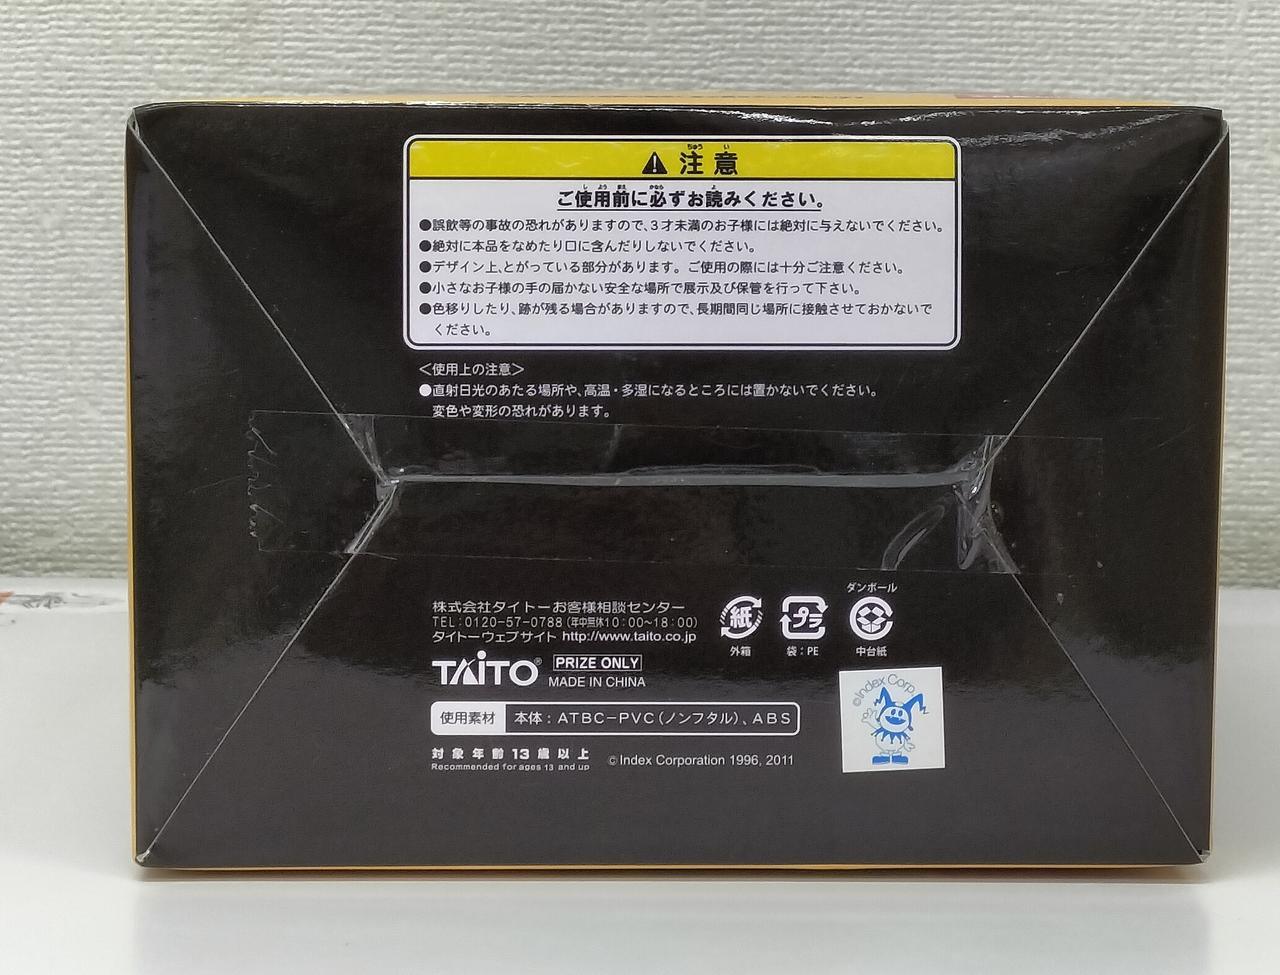 注意
ちゅう い
ご使用前に必ずお読みください。
し よう まえ かなら よ
●誤飲等の事故の恐れがありますので、3才未満のお子様には絶対に与えないでください。
●絶対に本品をなめたり口に含んだりしないでください。
●デザイン上、とがっている部分があります。ご使用の際には十分ご注意ください。
●小さなお子様の手の届かない安全な場所で展示及び保管を行って下さい。
●色移りしたり、跡が残る場合がありますので、長期間同じ場所に接触させておかないで
ください。
＜使用上の注意＞
●直射日光のあたる場所や、高温・多湿になるところには置かないでください。
変色や変形の恐れがあります。
株式会社タイトーお客様相談センター
TEL:0120-57-0788(年中無休10:00~18:00)
タイトーウェブサイト http://www.taito.co.jp
紙
外箱
プラ
袋：PE
ダンボール
中台紙
TAITO® PRIZE ONLY
MADE IN CHINA
使用素材 本体：ATBC-PVC(ノンフタル)、ABS
対象年齢13歳以上
Recommended for ages 13 and up
©Index Corporation 1996, 2011
©Index Corp.